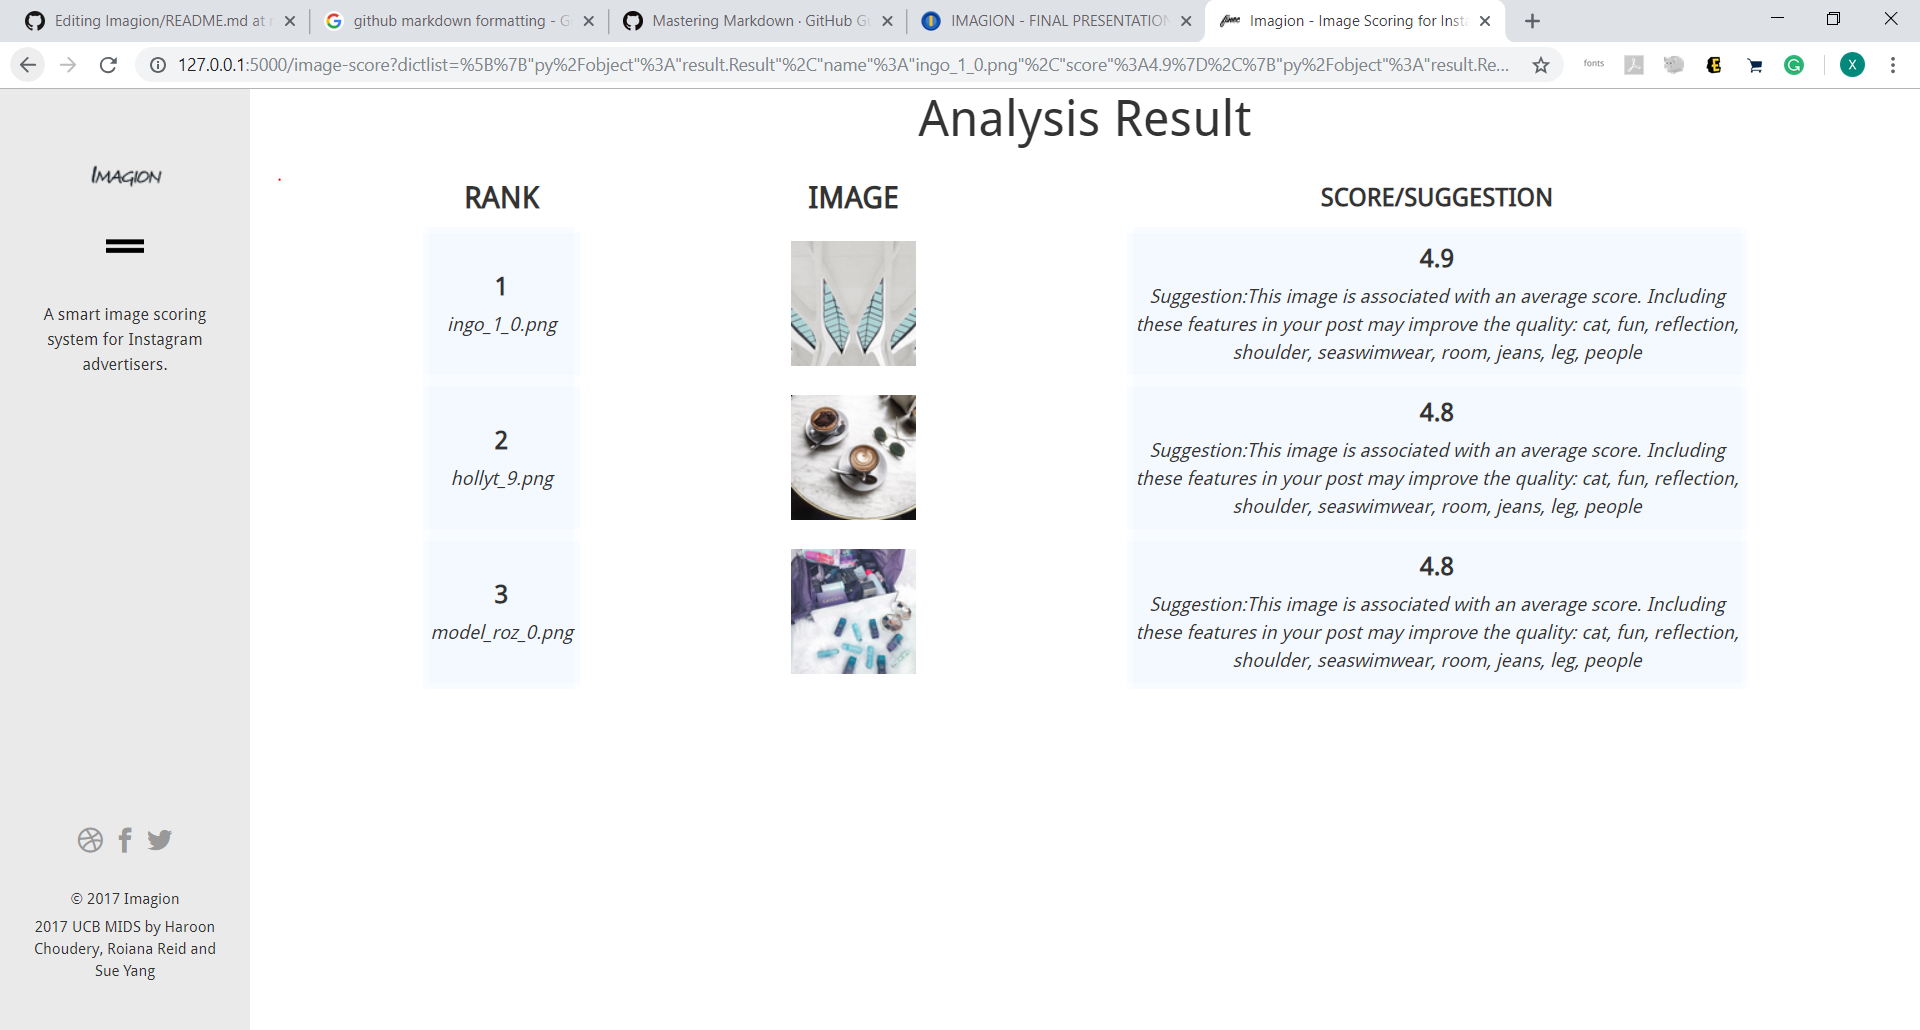 Editing Imagion/README.md at
github markdown formatting - G
Mastering Markdown · GitHub Gu
IMAGION - FINAL PRESENTATION
Imagion - Image Scoring for Inst
127.0.0.1:5000/image-score?dictlist=%5B%7B"py%2Fobject"%3A"result.Result"%2C"name"%3A"ingo_1_0.png"%2C"score"%3A4.9%7D%2C%7B"py%2Fobject"%3A"result.Re...
fonts
X
IMAGION
A smart image scoring
system for Instagram
advertisers.
© 2017 Imagion
2017 UCB MIDS by Haroon
Choudery, Roiana Reid and
Sue Yang
Analysis Result
RANK
IMAGE
SCORE/SUGGESTION
1
ingo_1_0.png
4.9
Suggestion:This image is associated with an average score. Including
these features in your post may improve the quality: cat, fun, reflection,
shoulder, seaswimwear, room, jeans, leg, people
2
hollyt_9.png
4.8
Suggestion:This image is associated with an average score. Including
these features in your post may improve the quality: cat, fun, reflection,
shoulder, seaswimwear, room, jeans, leg, people
3
model_roz_0.png
4.8
Suggestion:This image is associated with an average score. Including
these features in your post may improve the quality: cat, fun, reflection,
shoulder, seaswimwear, room, jeans, leg, people